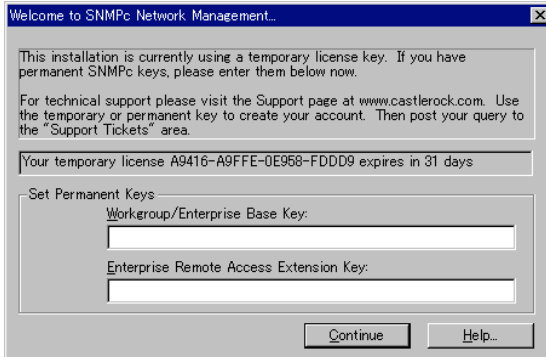 Welcome to SNMPc Network Management...
This installation is currently using a temporary license key. If you have
permanent SNMPc keys, please enter them below now.
For technical support please visit the Support page at www.castlerock.com. Use
the temporary or permanent key to create your account. Then post your query to
the "Support Tickets" area.
Your temporary license A9416-A9FFE-0E958-FDDD9 expires in 31 days
Set Permanent Keys
Workgroup/Enterprise Base Key:
Enterprise Remote Access Extension Key:
Continue
Help...